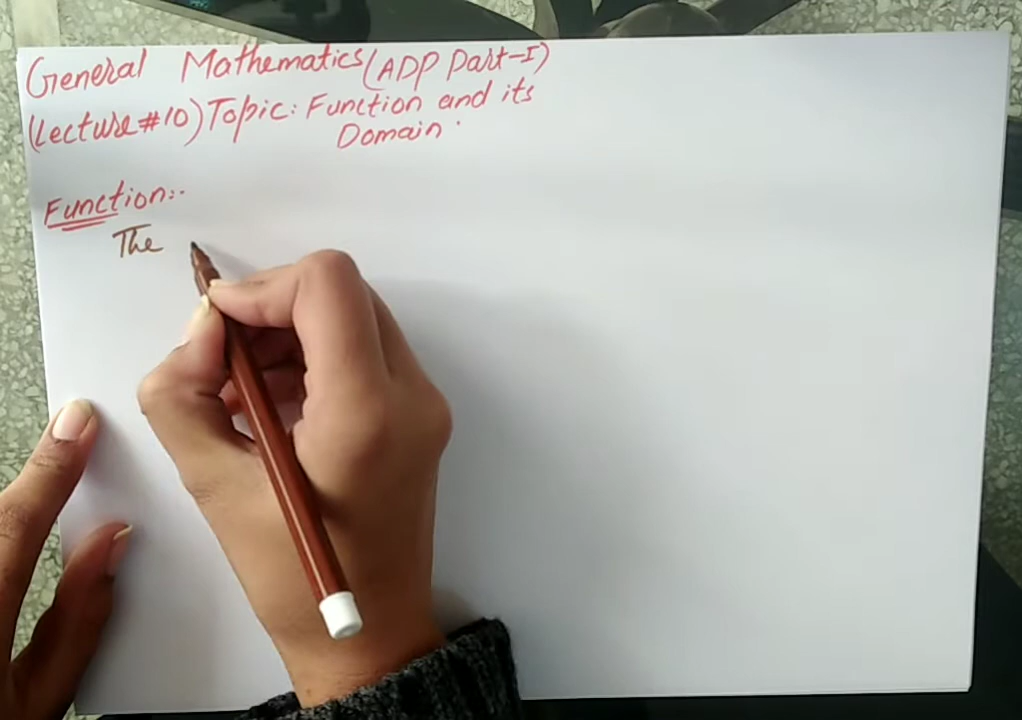 General Mathematics (ADP Part-I)
(Lecture #10) Topic: Function and its
Domain.
Function:-
The